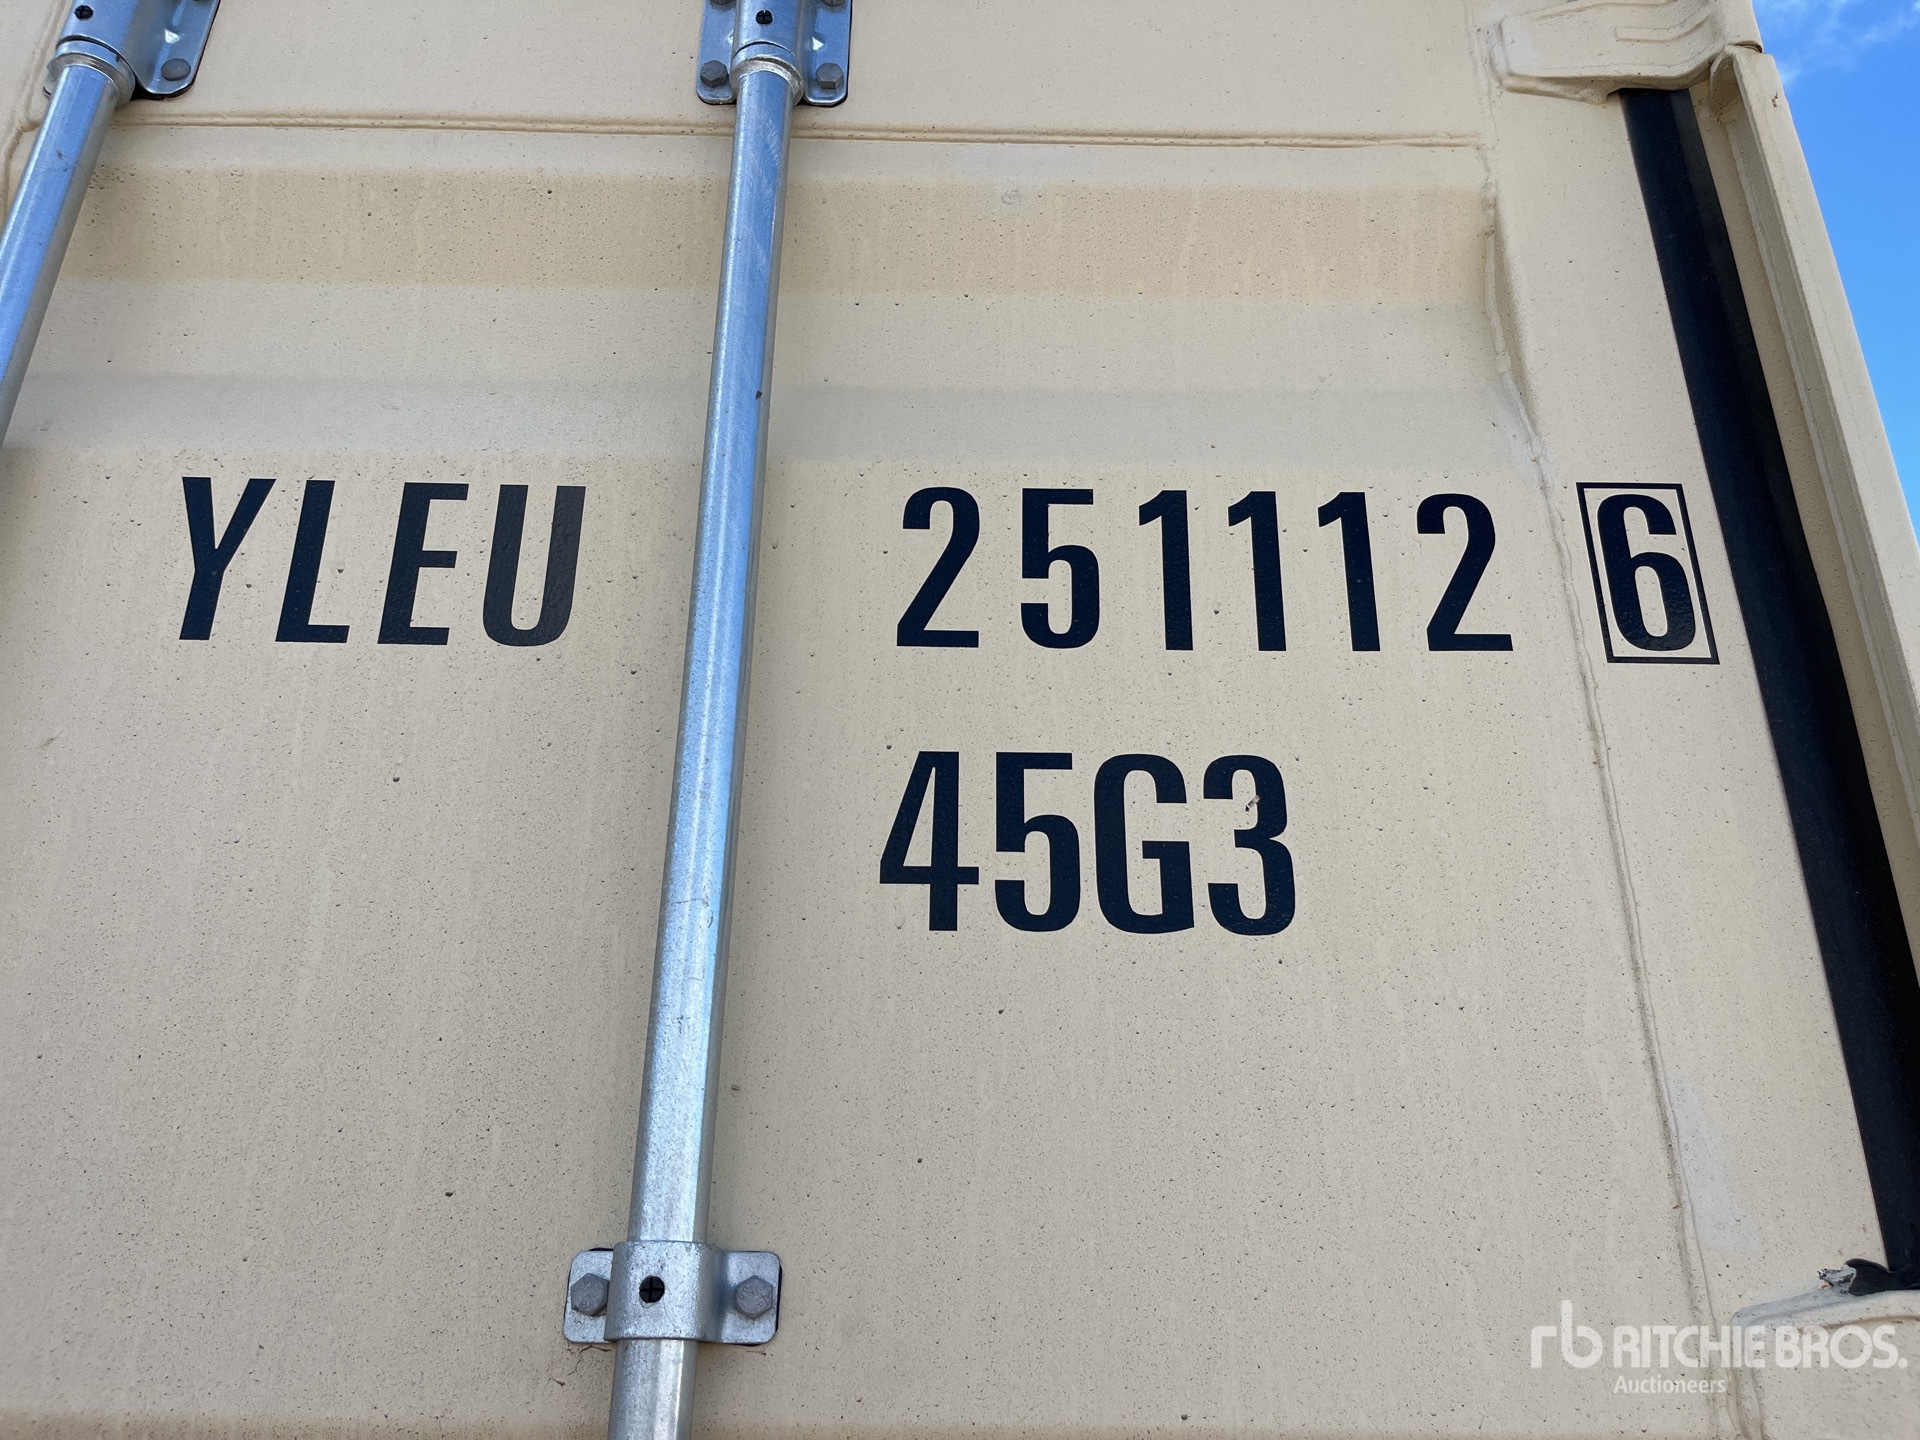 YLEU 251112 6
45G3
rb RITCHIE BROS.
Auctioneers